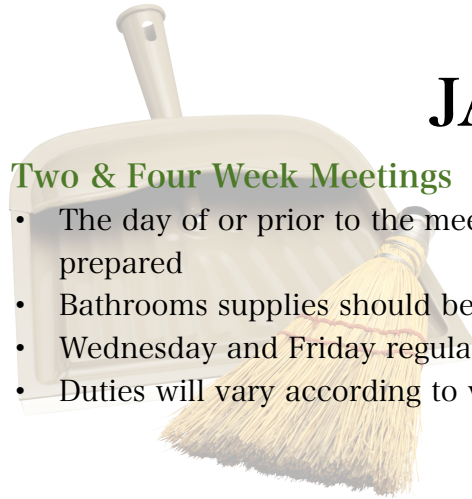 JA
Two & Four Week Meetings
• The day of or prior to the mee
prepared
• Bathrooms supplies should be
• Wednesday and Friday regula
• Duties will vary according to